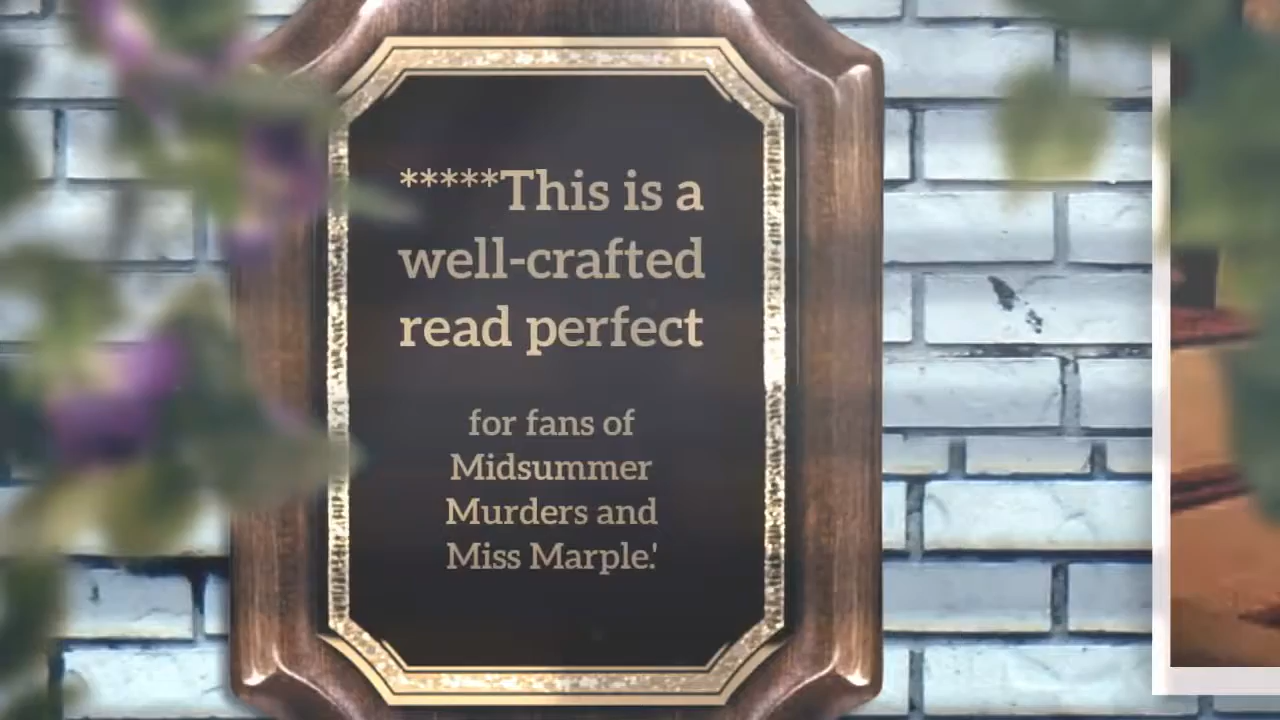 *****This is a
well-crafted
read perfect
for fans of
Midsummer
Murders and
Miss Marple.'